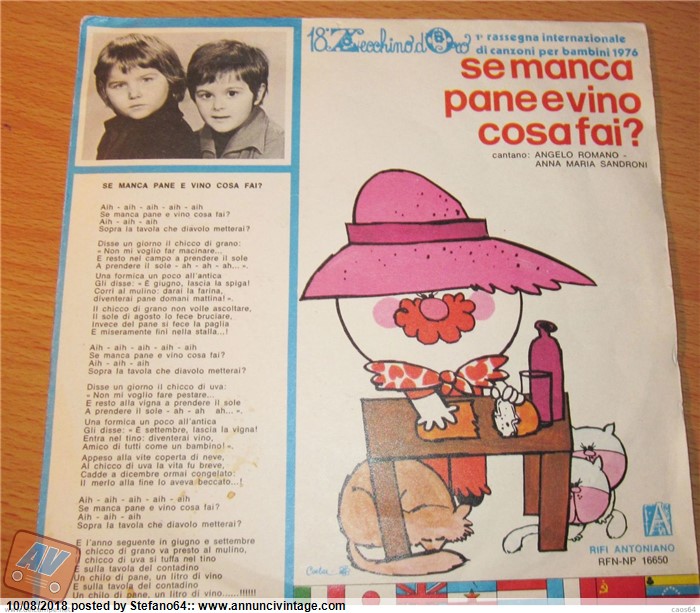 18° Zecchino d'Oro
1ª rassegna internazionale
di canzoni per bambini 1976
se manca
pane e vino
cosa fai?
cantano: ANGELO ROMANO -
ANNA MARIA SANDRONI
SE MANCA PANE E VINO COSA FAI?
Aih - aih - aih - aih - aih
Se manca pane e vino cosa fai?
Aih - aih - aih
Sopra la tavola che diavolo metterai?
Disse un giorno il chicco di grano:
« Non mi voglio far macinare...
E resto nel campo a prendere il sole
A prendere il sole - ah - ah - ah... ».
Una formica un poco all'antica
Gli disse: « È giugno, lascia la spiga!
Corri al mulino: darai la farina,
diventerai pane domani mattina! ».
Il chicco di grano non volle ascoltare,
Il sole di agosto lo fece bruciare,
Invece del pane si fece la paglia
E miseramente finì nella stalla...!
Aih - aih - aih - aih - aih
Se manca pane e vino cosa fai?
Aih - aih - aih
Sopra la tavola che diavolo metterai?
Disse un giorno il chicco di uva:
« Non mi voglio fare pestare...
E resto alla vigna a prendere il sole
A prendere il sole - ah - ah - ah... ».
Una formica un poco all'antica
Gli disse: « È settembre, lascia la vigna!
Entra nel tino: diventerai vino,
Amico di tutti come un bambino! ».
Appeso alla vite coperta di neve,
Al chicco di uva la vita fu breve,
Cadde a dicembre ormai congelato:
Il merlo alla fine lo aveva beccato...!
Aih - aih - aih - aih - aih
Se manca pane e vino cosa fai?
Aih - aih - aih
Sopra la tavola che diavolo metterai?
E l'anno seguente in giugno e settembre
Il chicco di grano va presto al mulino,
Il chicco di uva si tuffa nel tino
E sulla tavola del contadino
Un chilo di pane, un litro di vino
E sulla tavola del contadino
Un chilo di pane, un litro di vino......!!!!!!
RIFI ANTONIANO
RFN-NP 16650
AV
10/08/2018 posted by Stefano64:: www.annuncivintage.com
caos64